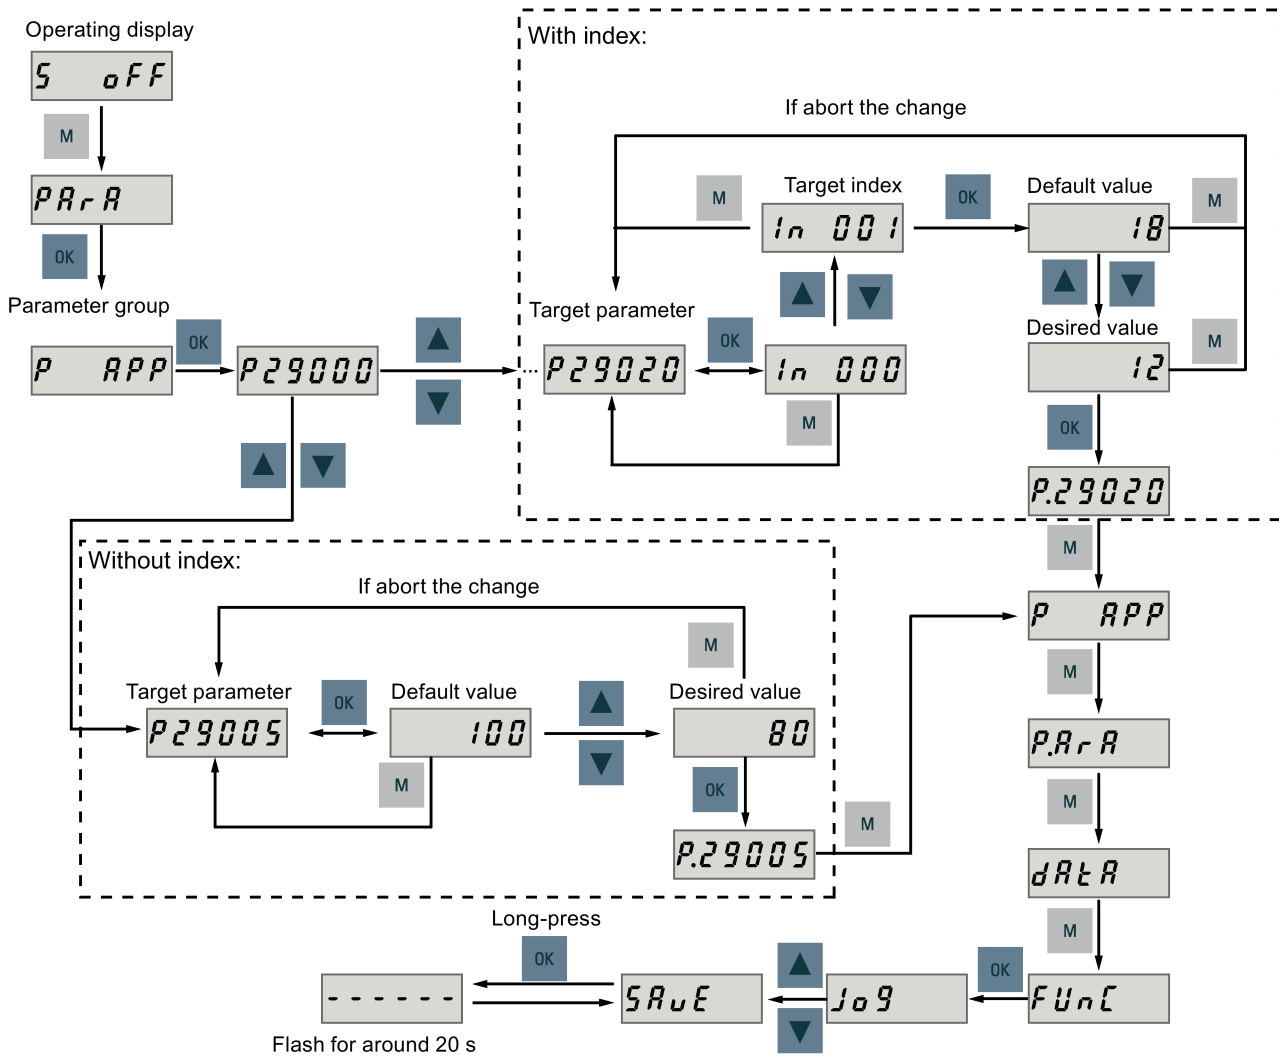 Operating display
S oFF
M
PArA
OK
Parameter group
P APP
OK
P29000
With index:
If abort the change
M
Target index
In 001
OK
Default value
18
M
Target parameter
... P29020
OK
In 000
M
Desired value
12
M
OK
P.29020
M
P APP
M
P.ArA
M
dAtA
M
FUnC
OK
Jog
SAvE
Long-press
OK
------
Flash for around 20 s
Without index:
If abort the change
M
Target parameter
P29005
OK
Default value
100
M
Desired value
80
OK
P.29005
M